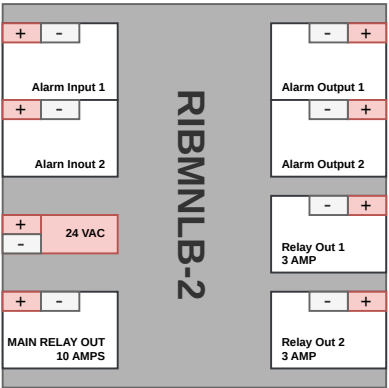 + -
Alarm Input 1
+ -
Alarn Inout 2
+
-
24 VAC
+ -
MAIN RELAY OUT
10 AMPS
RIBMNLB-2
- +
Alarm Output 1
- +
Alarm Output 2
- +
Relay Out 1
3 AMP
- +
Relay Out 2
3 AMP